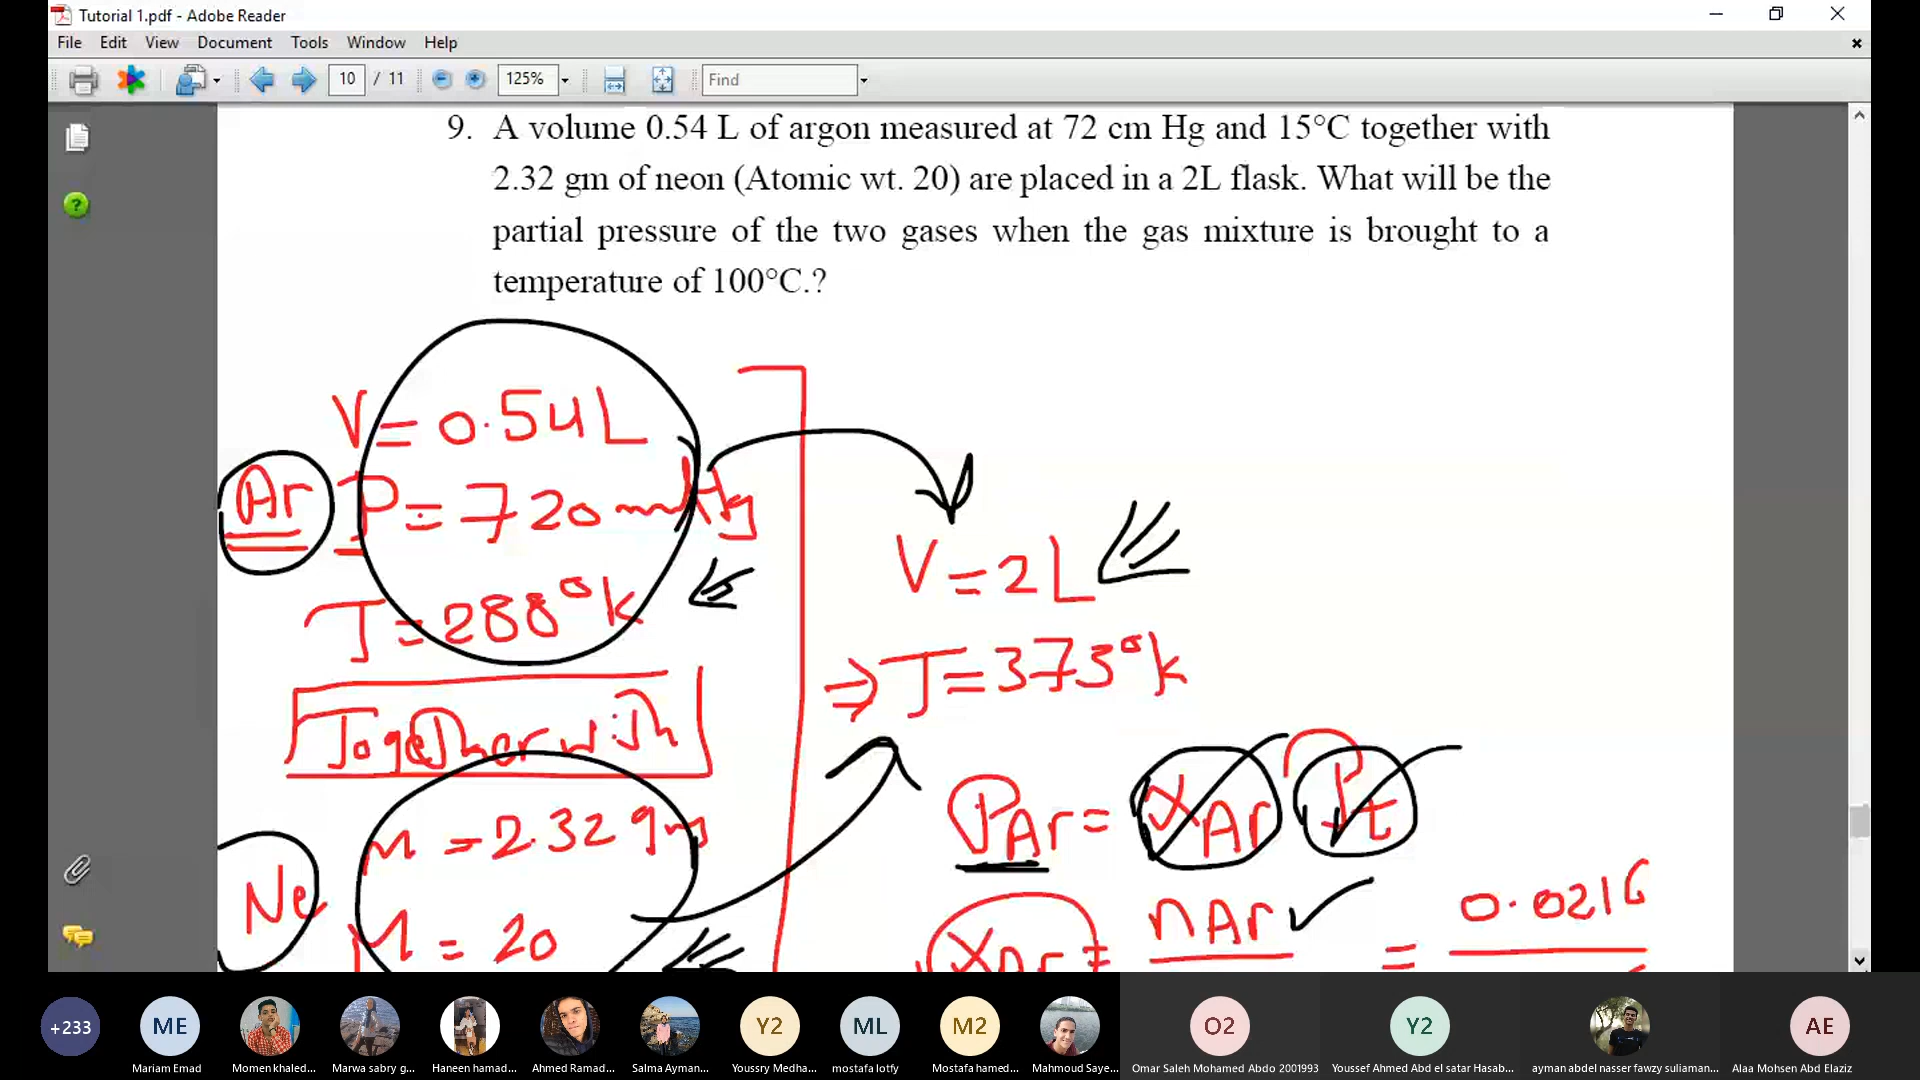 Tutorial 1.pdf - Adobe Reader
File Edit View Document Tools Window Help
10 / 11 125% Find
9. A volume 0.54 L of argon measured at 72 cm Hg and 15°C together with
2.32 gm of neon (Atomic wt. 20) are placed in a 2L flask. What will be the
partial pressure of the two gases when the gas mixture is brought to a
temperature of 100°C.?
V = 0.54 L
Ar P = 720 mmHg
T = 288°k
Together with
m = 2.32 gm
Ne M = 20
V = 2 L
⇒ T = 373°k
PAr = XAr Pt
XAr = nAr = 0.0216
+233 ME Y2 ML M2 O2 Y2 AE
Mariam Emad Momen khaled... Marwa sabry g... Haneen hamad... Ahmed Ramad... Salma Ayman... Youssry Medha... mostafa lotfy Mostafa hamed... Mahmoud Saye... Omar Saleh Mohamed Abdo 2001993 Youssef Ahmed Abd el satar Hasab... ayman abdel nasser fawzy suliaman... Alaa Mohsen Abd Elaziz